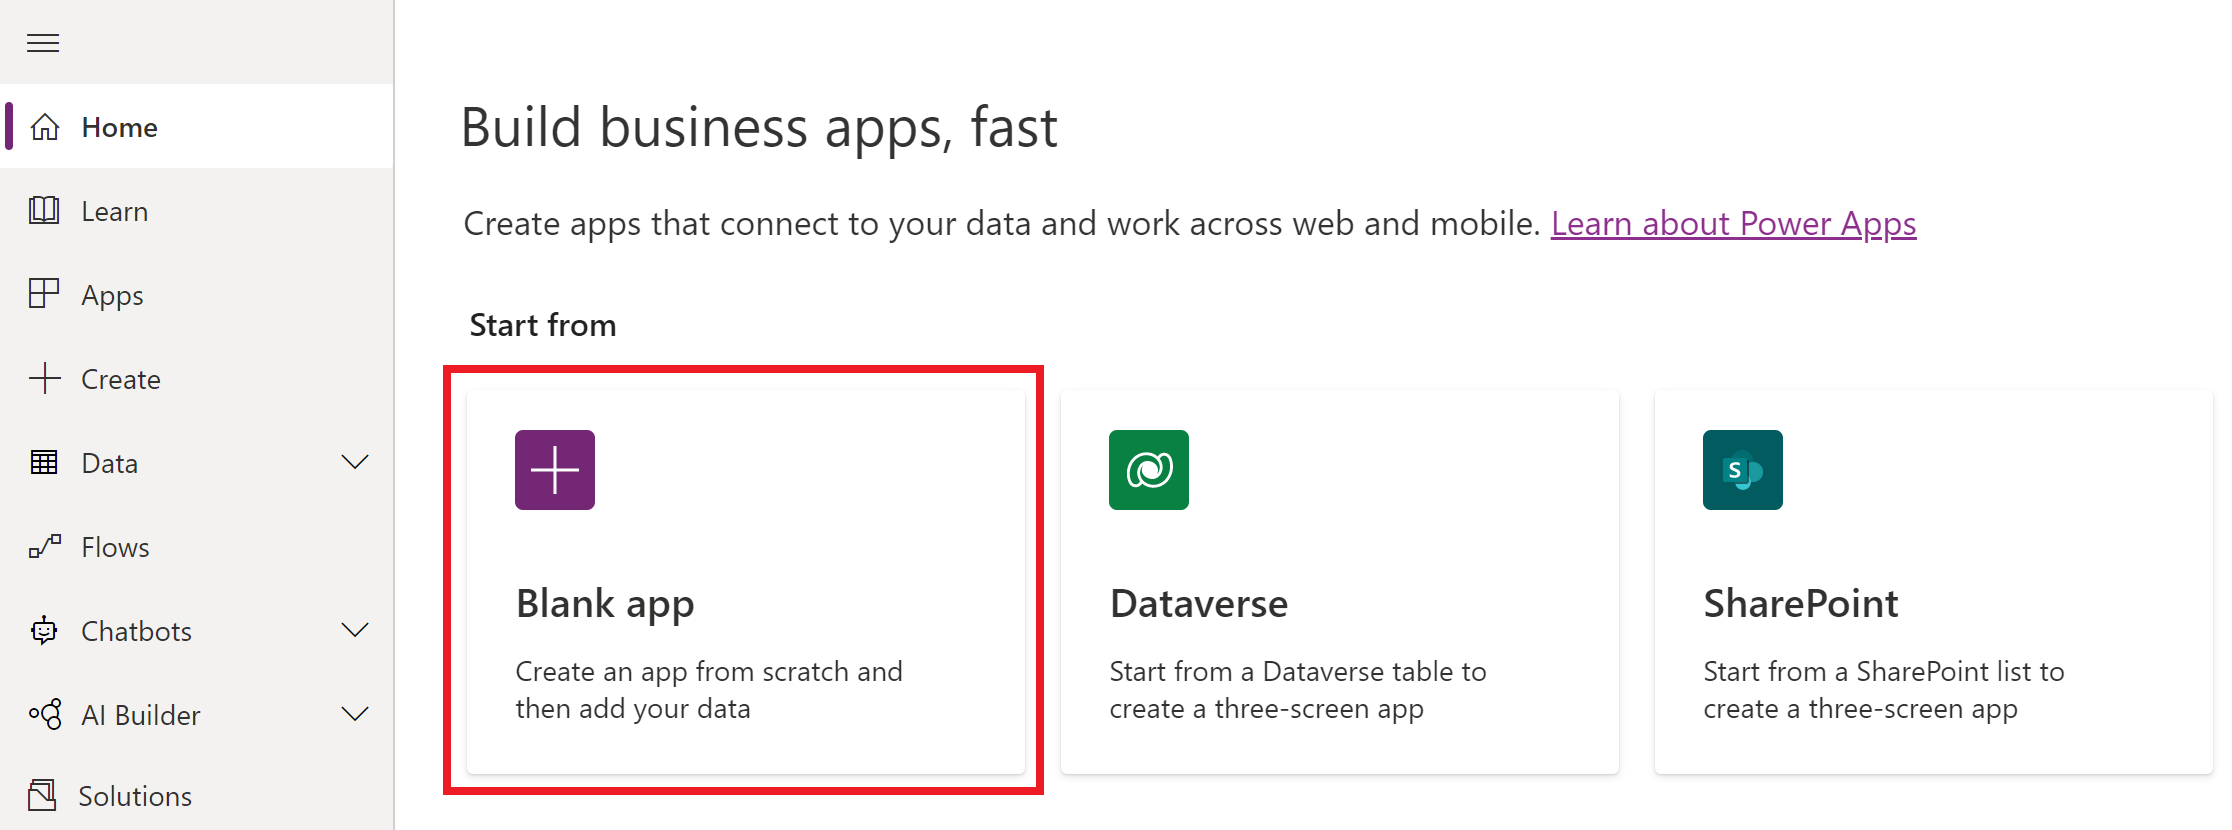 Home
Learn
Apps
Create
Data
Flows
Chatbots
AI Builder
Solutions
Build business apps, fast
Create apps that connect to your data and work across web and mobile. Learn about Power Apps
Start from
Blank app
Create an app from scratch and
then add your data
Dataverse
Start from a Dataverse table to
create a three-screen app
S
SharePoint
Start from a SharePoint list to
create a three-screen app